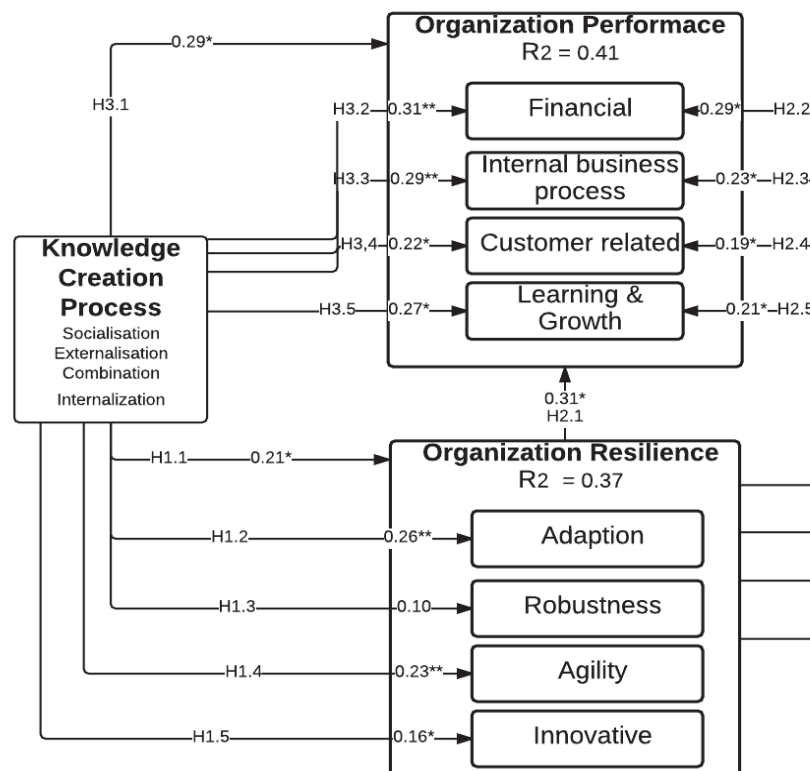 Organization Performace
R2 = 0.41
0.29*
H3.1
H3.2 0.31** Financial 0.29* H2.2
H3.3 0.29** Internal business process 0.23* H2.3
H3,4 0.22* Customer related 0.19* H2.4
H3.5 0.27* Learning & Growth 0.21* H2.5
Knowledge
Creation
Process
Socialisation
Externalisation
Combination
Internalization
0.31*
H2.1
Organization Resilience
R2 = 0.37
H1.1 0.21*
H1.2 0.26** Adaption
H1.3 0.10 Robustness
H1.4 0.23** Agility
H1.5 0.16* Innovative